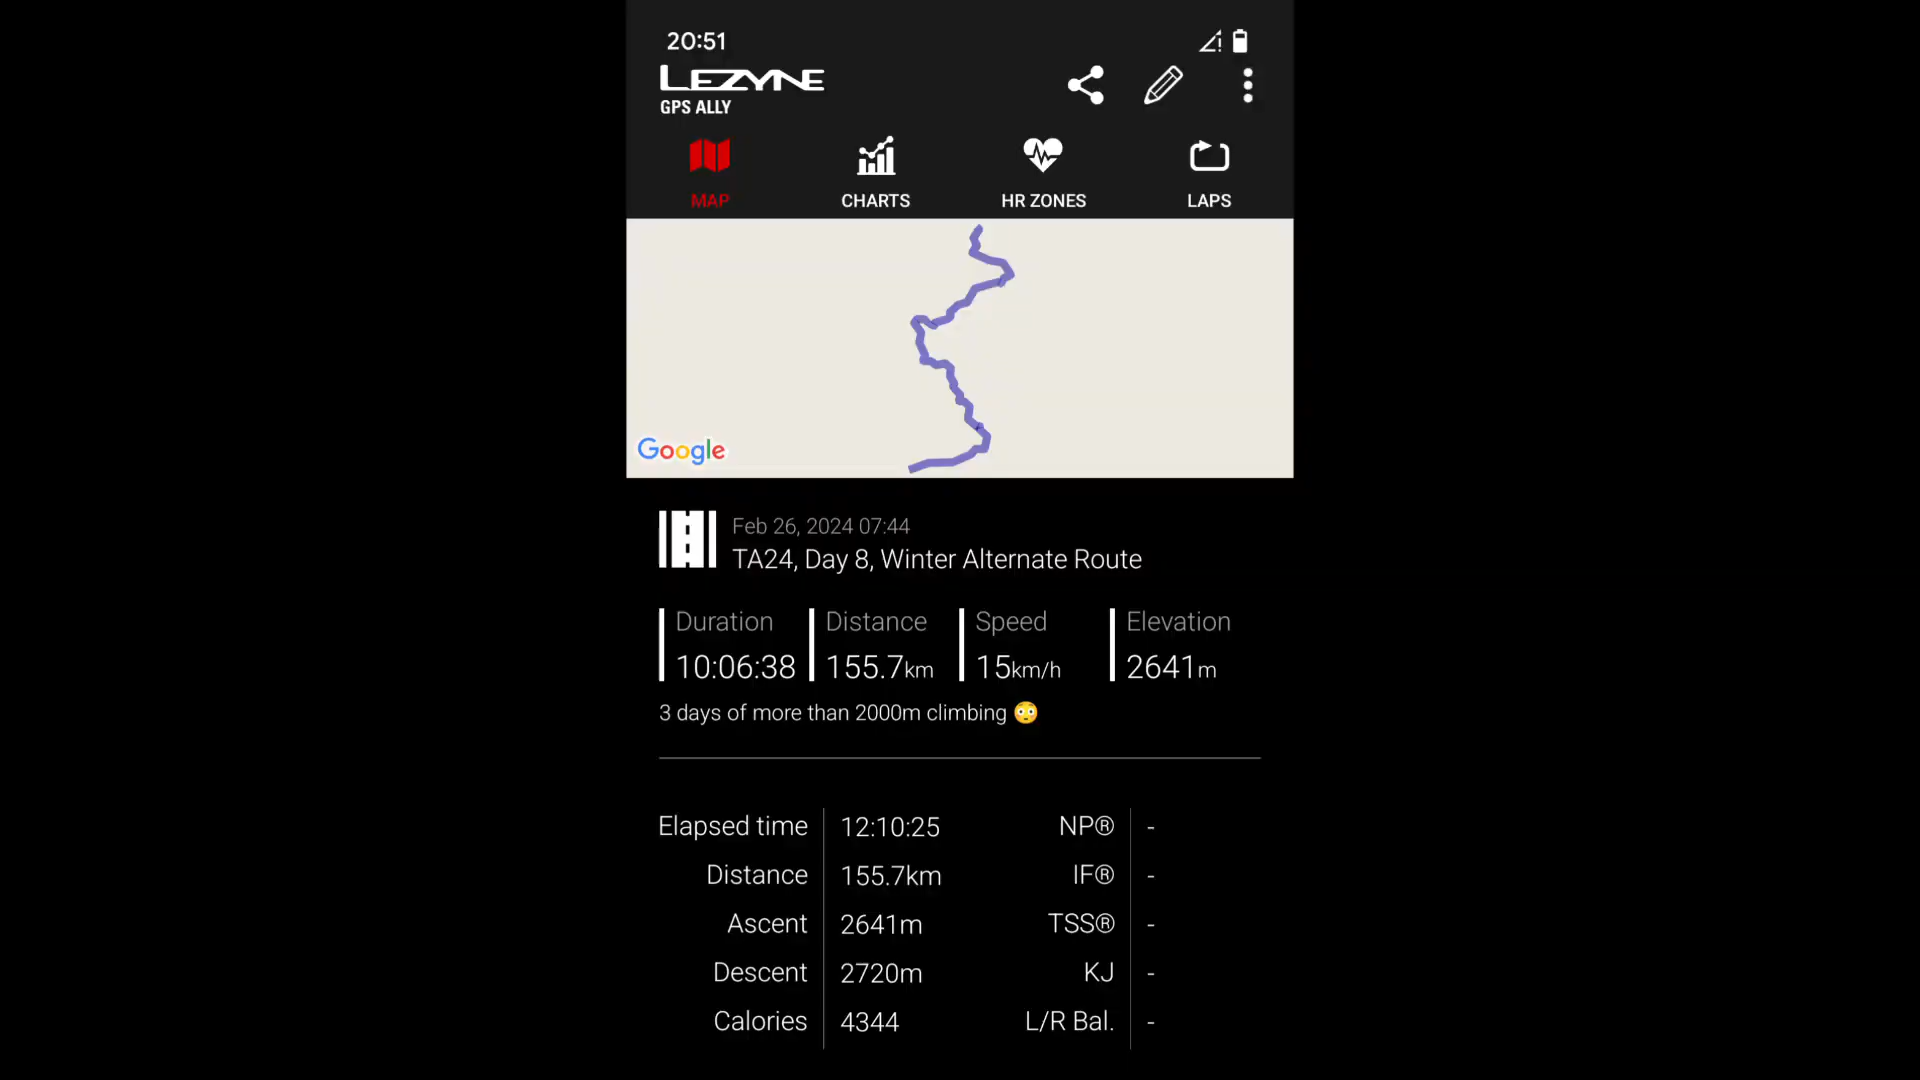 20:51
LEZYNE
GPS ALLY
MAP CHARTS HR ZONES LAPS
Google
Feb 26, 2024 07:44
TA24, Day 8, Winter Alternate Route
Duration Distance Speed Elevation
10:06:38 155.7km 15km/h 2641m
3 days of more than 2000m climbing 😳
Elapsed time 12:10:25 NP® -
Distance 155.7km IF® -
Ascent 2641m TSS® -
Descent 2720m KJ -
Calories 4344 L/R Bal. -